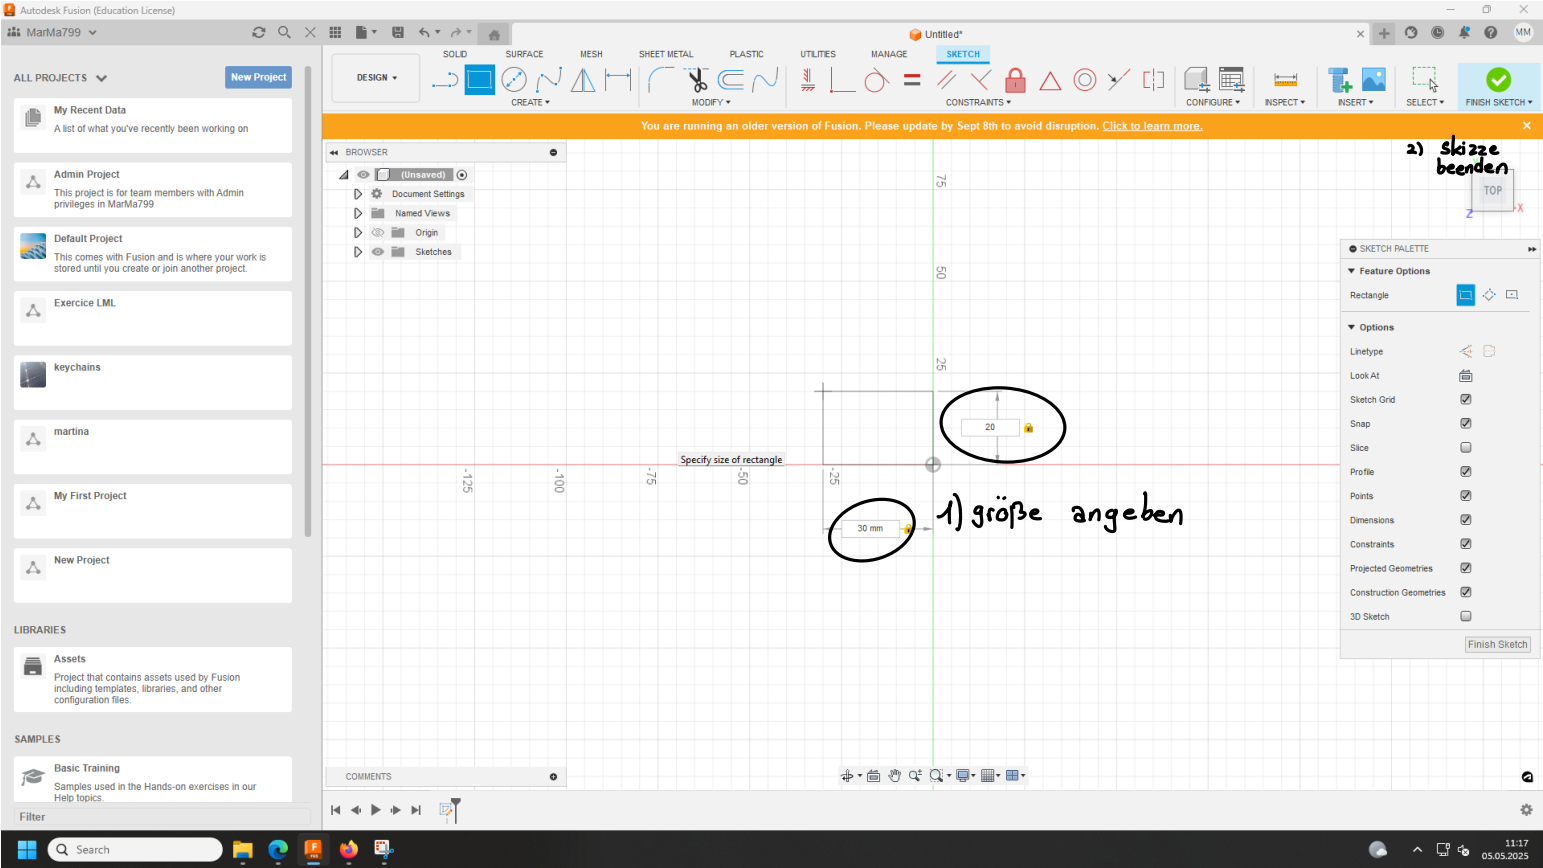 Autodesk Fusion (Education License)
MarMa799
Untitled*
MM
ALL PROJECTS
New Project
My Recent Data
A list of what you've recently been working on
Admin Project
This project is for team members with Admin
privileges in MarMa799
Default Project
This comes with Fusion and is where your work is
stored until you create or join another project.
Exercice LML
keychains
martina
My First Project
New Project
LIBRARIES
Assets
Project that contains assets used by Fusion
including templates, libraries, and other
configuration files.
SAMPLES
Basic Training
Samples used in the Hands-on exercises in our
Help topics.
Filter
DESIGN
SOLID
SURFACE
MESH
SHEET METAL
PLASTIC
UTILITIES
MANAGE
SKETCH
CREATE
MODIFY
CONSTRAINTS
CONFIGURE
INSPECT
INSERT
SELECT
FINISH SKETCH
You are running an older version of Fusion. Please update by Sept 8th to avoid disruption. Click to learn more.
BROWSER
(Unsaved)
Document Settings
Named Views
Origin
Sketches
2) Skizze
beenden
TOP
Z
-X
75
50
25
-125
-100
-75
-50
-25
20
Specify size of rectangle
30 mm
1) größe angeben
SKETCH PALETTE
Feature Options
Rectangle
Options
Linetype
Look At
Sketch Grid
Snap
Slice
Profile
Points
Dimensions
Constraints
Projected Geometries
Construction Geometries
3D Sketch
Finish Sketch
COMMENTS
Search
11:17
05.05.2025